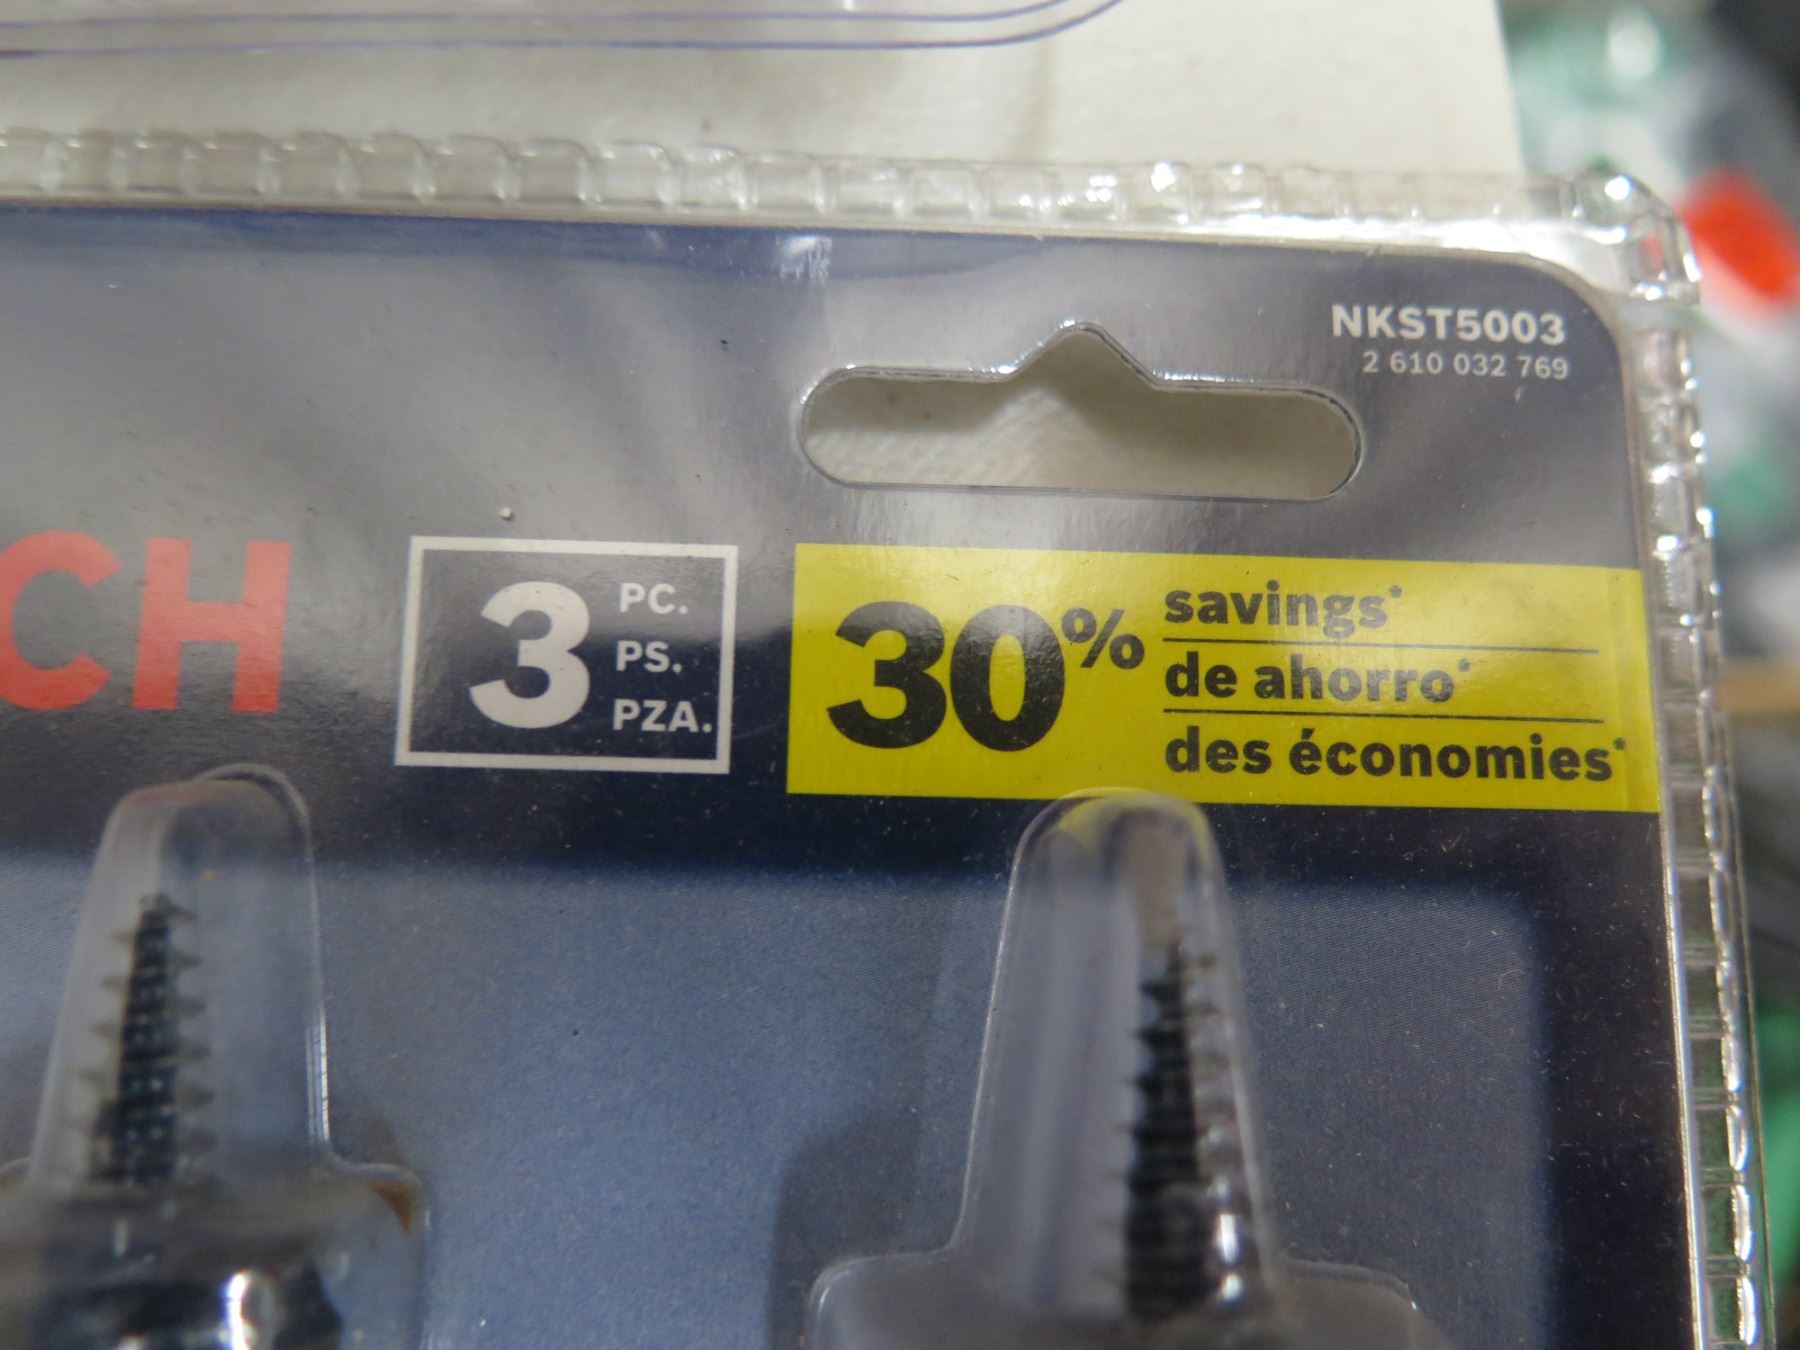 NKST5003
2 610 032 769
CH
3 PC.
PS.
PZA.
30% savings*
de ahorro*
des économies*